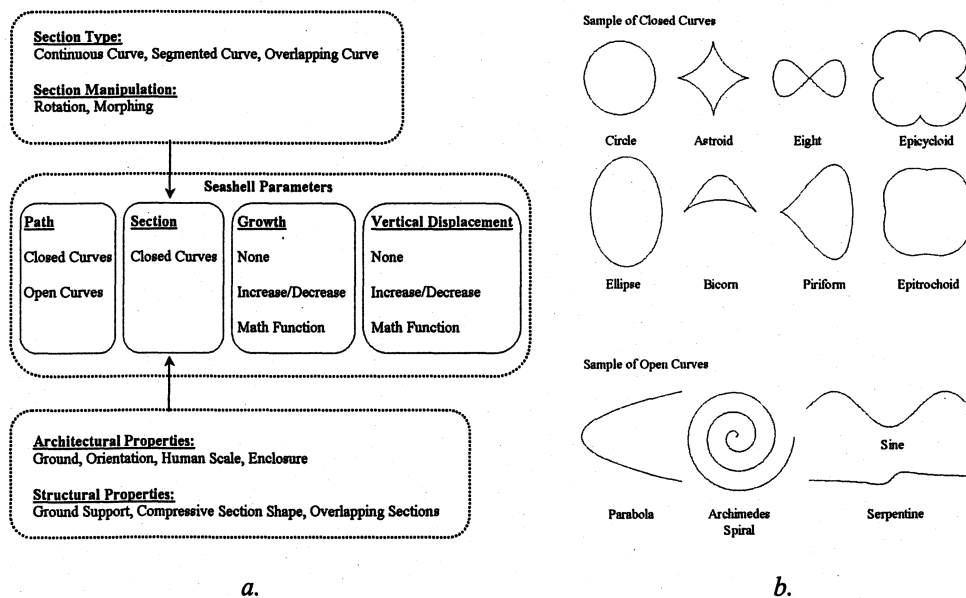 Section Type:
Continuous Curve, Segmented Curve, Overlapping Curve
Section Manipulation:
Rotation, Morphing
Seashell Parameters
Path
Closed Curves
Open Curves
Section
Closed Curves
Growth
None
Increase/Decrease
Math Function
Vertical Displacement
None
Increase/Decrease
Math Function
Architectural Properties:
Ground, Orientation, Human Scale, Enclosure
Structural Properties:
Ground Support, Compressive Section Shape, Overlapping Sections
a.
Sample of Closed Curves
Circle
Astroid
Eight
Epicycloid
Ellipse
Bicorn
Piriform
Epitrochoid
Sample of Open Curves
Sine
Parabola
Archimedes
Spiral
Serpentine
b.